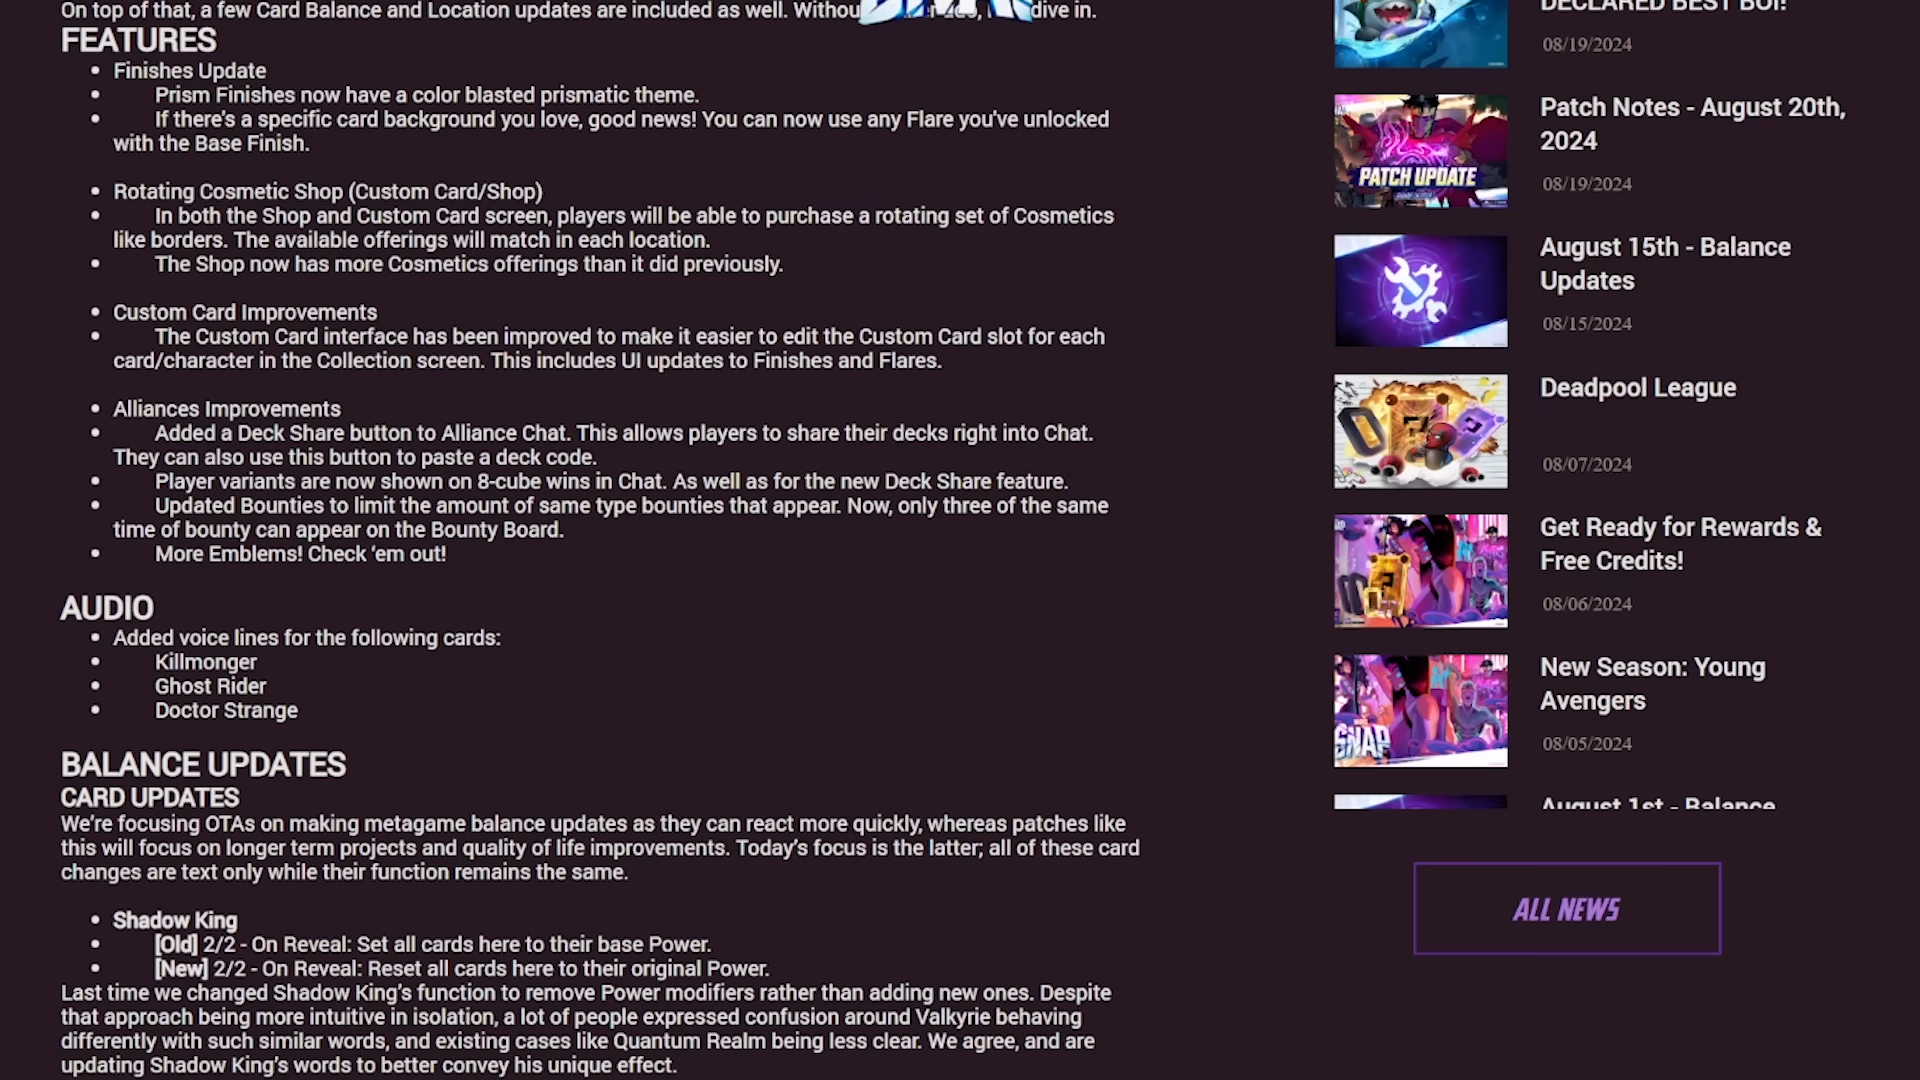 On top of that, a few Card Balance and Location updates are included as well. dive in.
FEATURES
• Finishes Update
• Prism Finishes now have a color blasted prismatic theme.
• If there's a specific card background you love, good news! You can now use any Flare you've unlocked
with the Base Finish.
• Rotating Cosmetic Shop (Custom Card/Shop)
• In both the Shop and Custom Card screen, players will be able to purchase a rotating set of Cosmetics
like borders. The available offerings will match in each location.
• The Shop now has more Cosmetics offerings than it did previously.
• Custom Card Improvements
• The Custom Card interface has been improved to make it easier to edit the Custom Card slot for each
card/character in the Collection screen. This includes UI updates to Finishes and Flares.
• Alliances Improvements
• Added a Deck Share button to Alliance Chat. This allows players to share their decks right into Chat.
They can also use this button to paste a deck code.
• Player variants are now shown on 8-cube wins in Chat. As well as for the new Deck Share feature.
• Updated Bounties to limit the amount of same type bounties that appear. Now, only three of the same
time of bounty can appear on the Bounty Board.
• More Emblems! Check ‘em out!
AUDIO
• Added voice lines for the following cards:
• Killmonger
• Ghost Rider
• Doctor Strange
BALANCE UPDATES
CARD UPDATES
We're focusing OTAs on making metagame balance updates as they can react more quickly, whereas patches like
this will focus on longer term projects and quality of life improvements. Today's focus is the latter; all of these card
changes are text only while their function remains the same.
• Shadow King
• [Old] 2/2 - On Reveal: Set all cards here to their base Power.
• [New] 2/2 - On Reveal: Reset all cards here to their original Power.
Last time we changed Shadow King's function to remove Power modifiers rather than adding new ones. Despite
that approach being more intuitive in isolation, a lot of people expressed confusion around Valkyrie behaving
differently with such similar words, and existing cases like Quantum Realm being less clear. We agree, and are
updating Shadow King's words to better convey his unique effect.
DECLARED BEST BOI!
08/19/2024
PATCH UPDATE
Patch Notes - August 20th,
2024
08/19/2024
August 15th - Balance
Updates
08/15/2024
Deadpool League
08/07/2024
Get Ready for Rewards &
Free Credits!
08/06/2024
SNAP
New Season: Young
Avengers
08/05/2024
August 1st - Balance
ALL NEWS